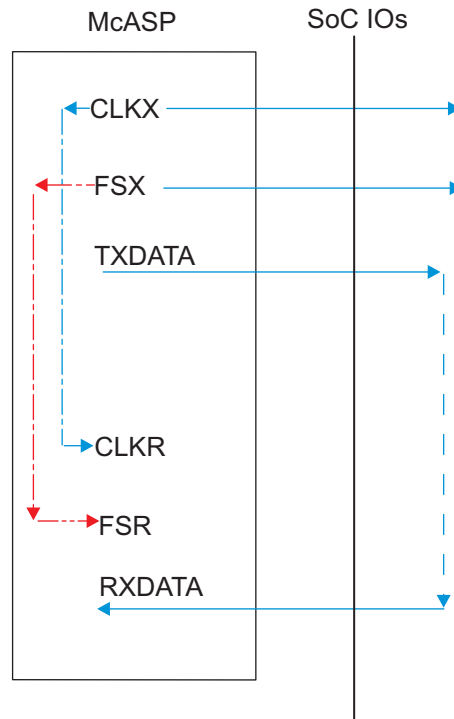 McASP
SoC IOs
CLKX
FSX
TXDATA
CLKR
FSR
RXDATA